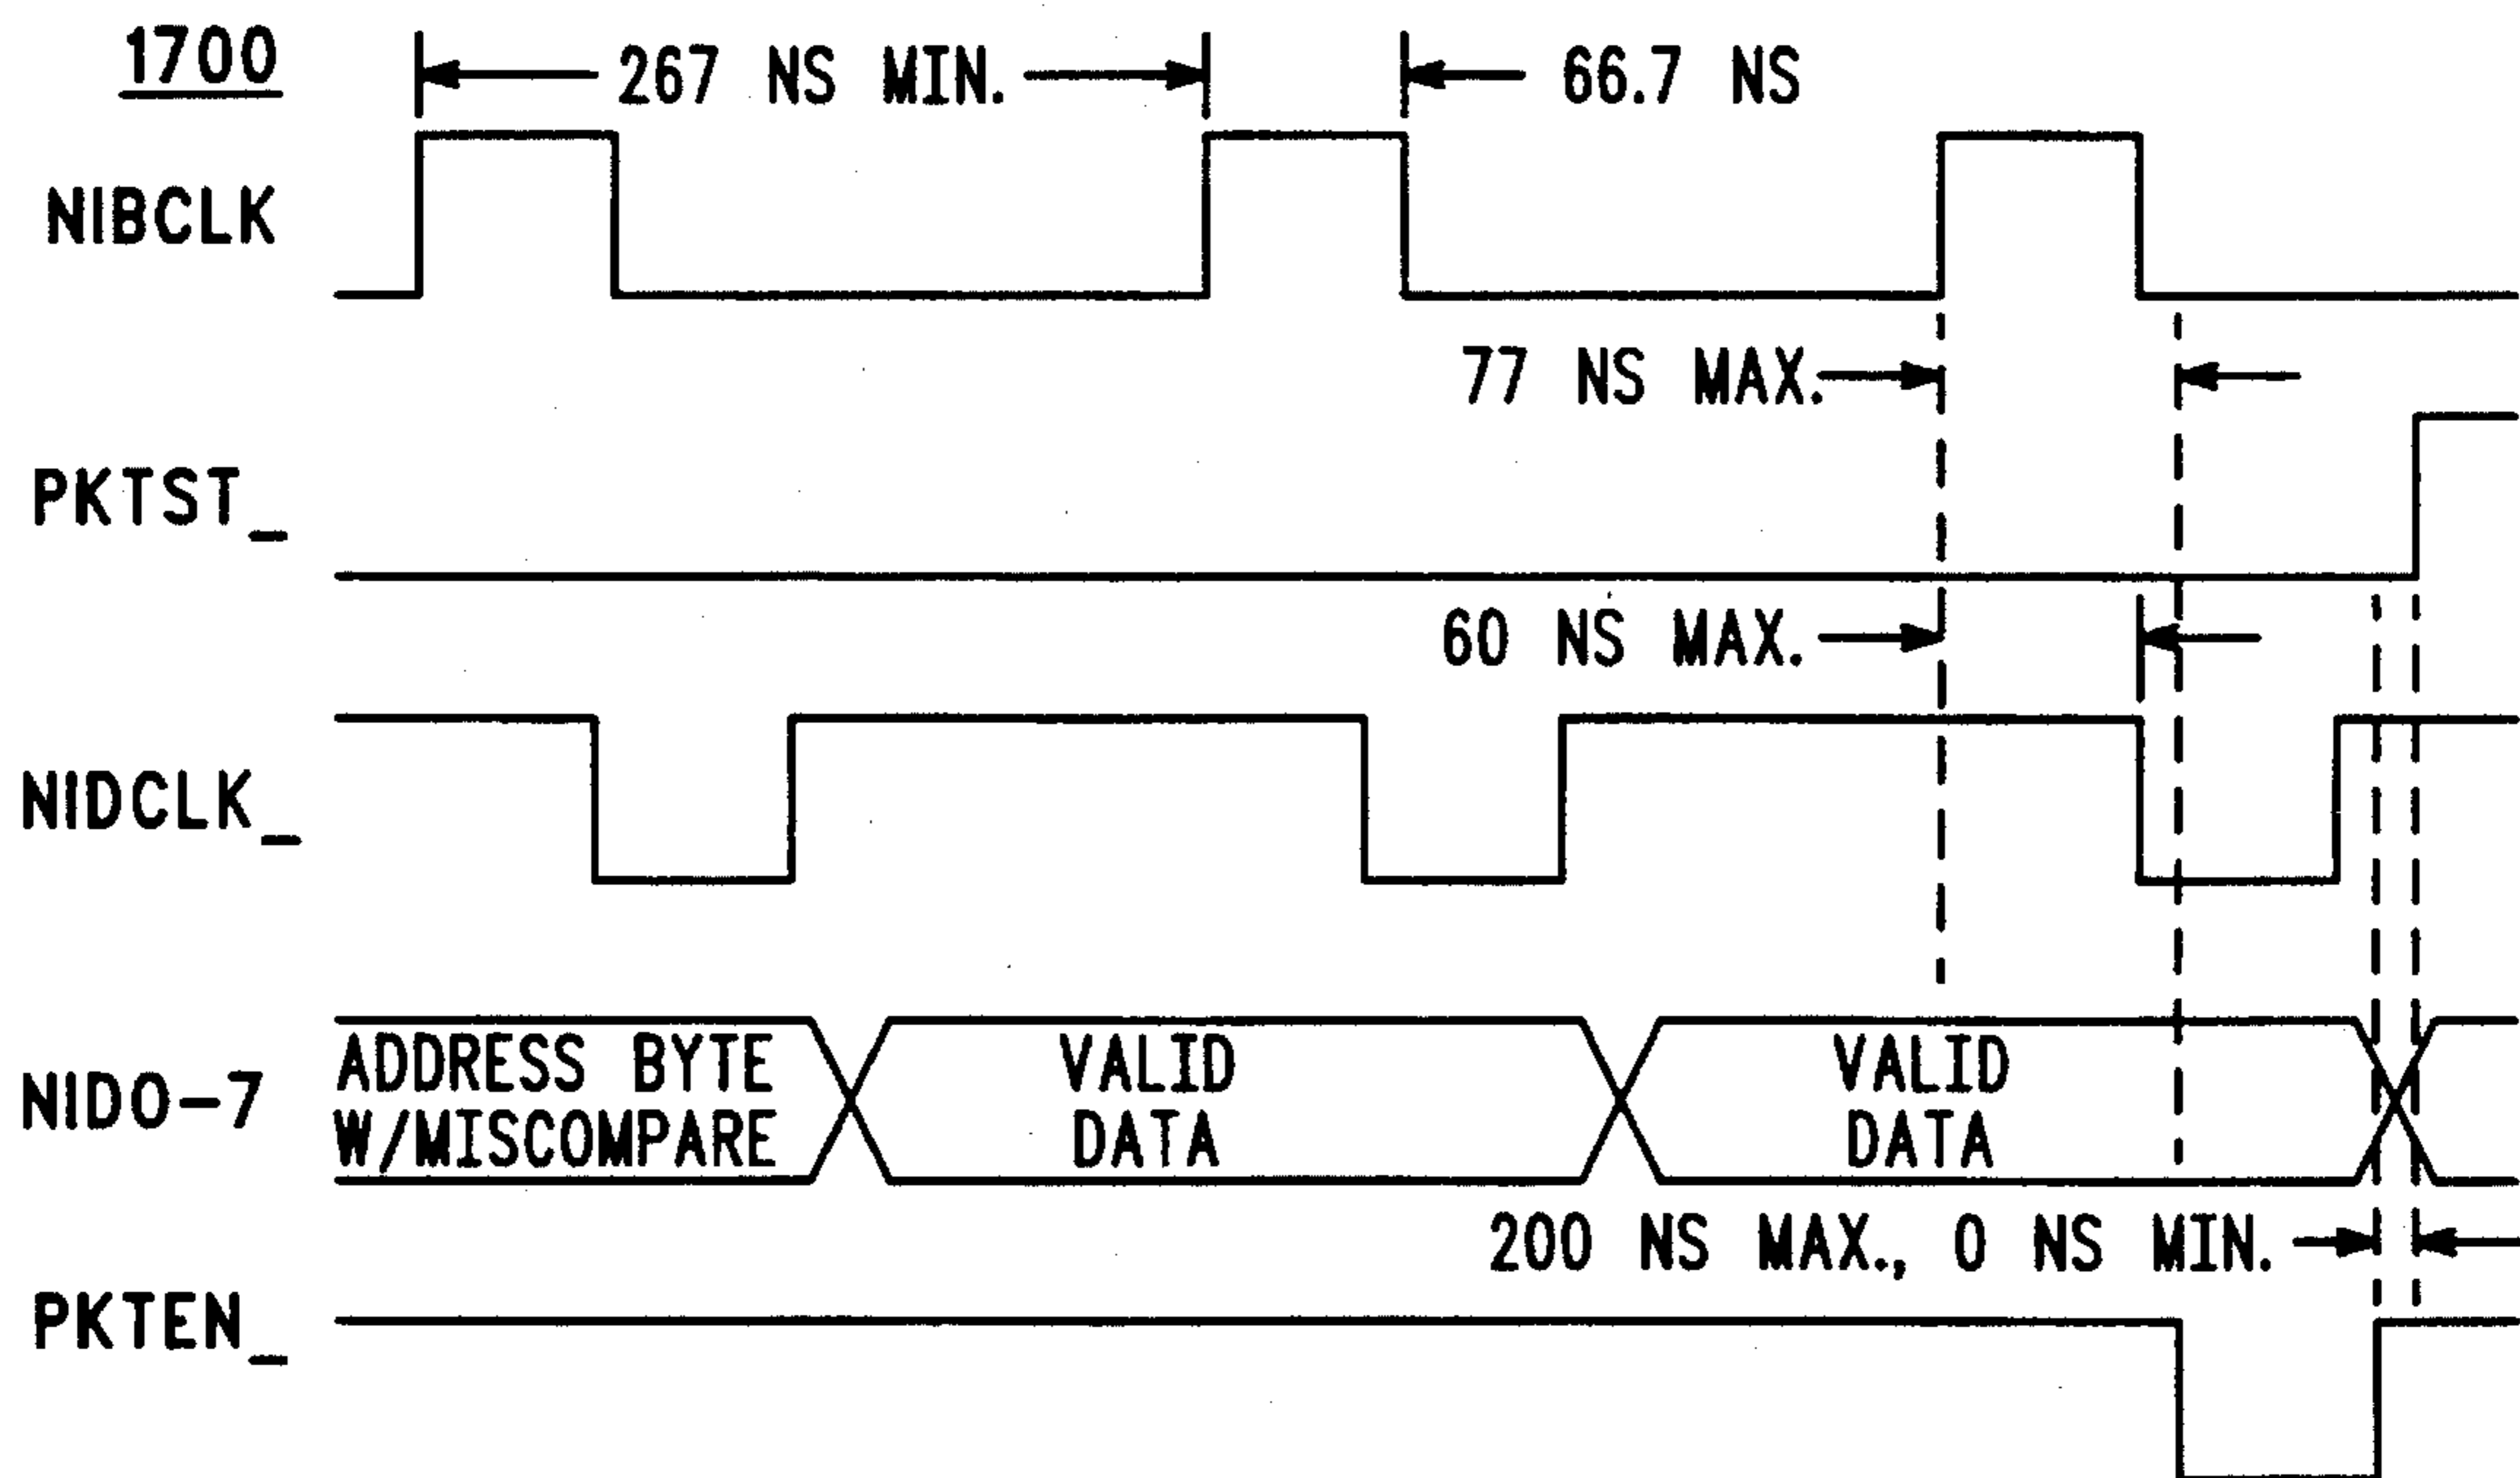 1700
267 NS MIN.
66.7 NS
NIBCLK
77 NS MAX.
PKTST_
60 NS MAX.
NIDCLK_
ADDRESS BYTE
W/MISCOMPARE
VALID
DATA
VALID
DATA
NID0-7
200 NS MAX., 0 NS MIN.
PKTEN_